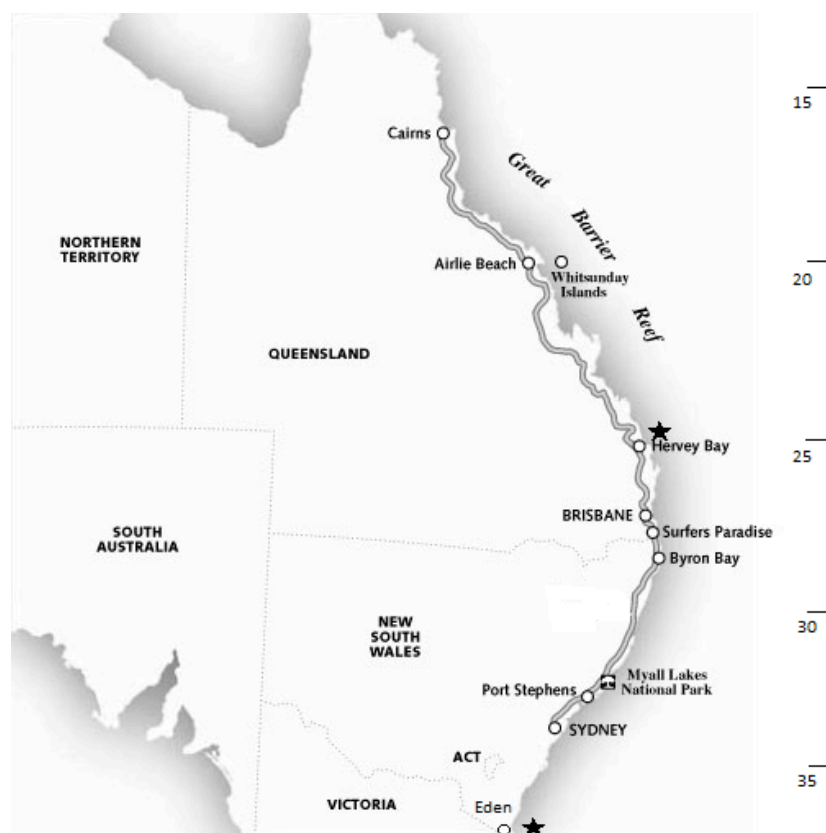 15
Cairns
Great
Barrier
Reef
NORTHERN
TERRITORY
Airlie Beach
Whitsunday
Islands
20
QUEENSLAND
Hervey Bay
25
BRISBANE
SOUTH
AUSTRALIA
Surfers Paradise
Byron Bay
30
NEW
SOUTH
WALES
Myall Lakes
National Park
Port Stephens
SYDNEY
ACT
35
VICTORIA
Eden